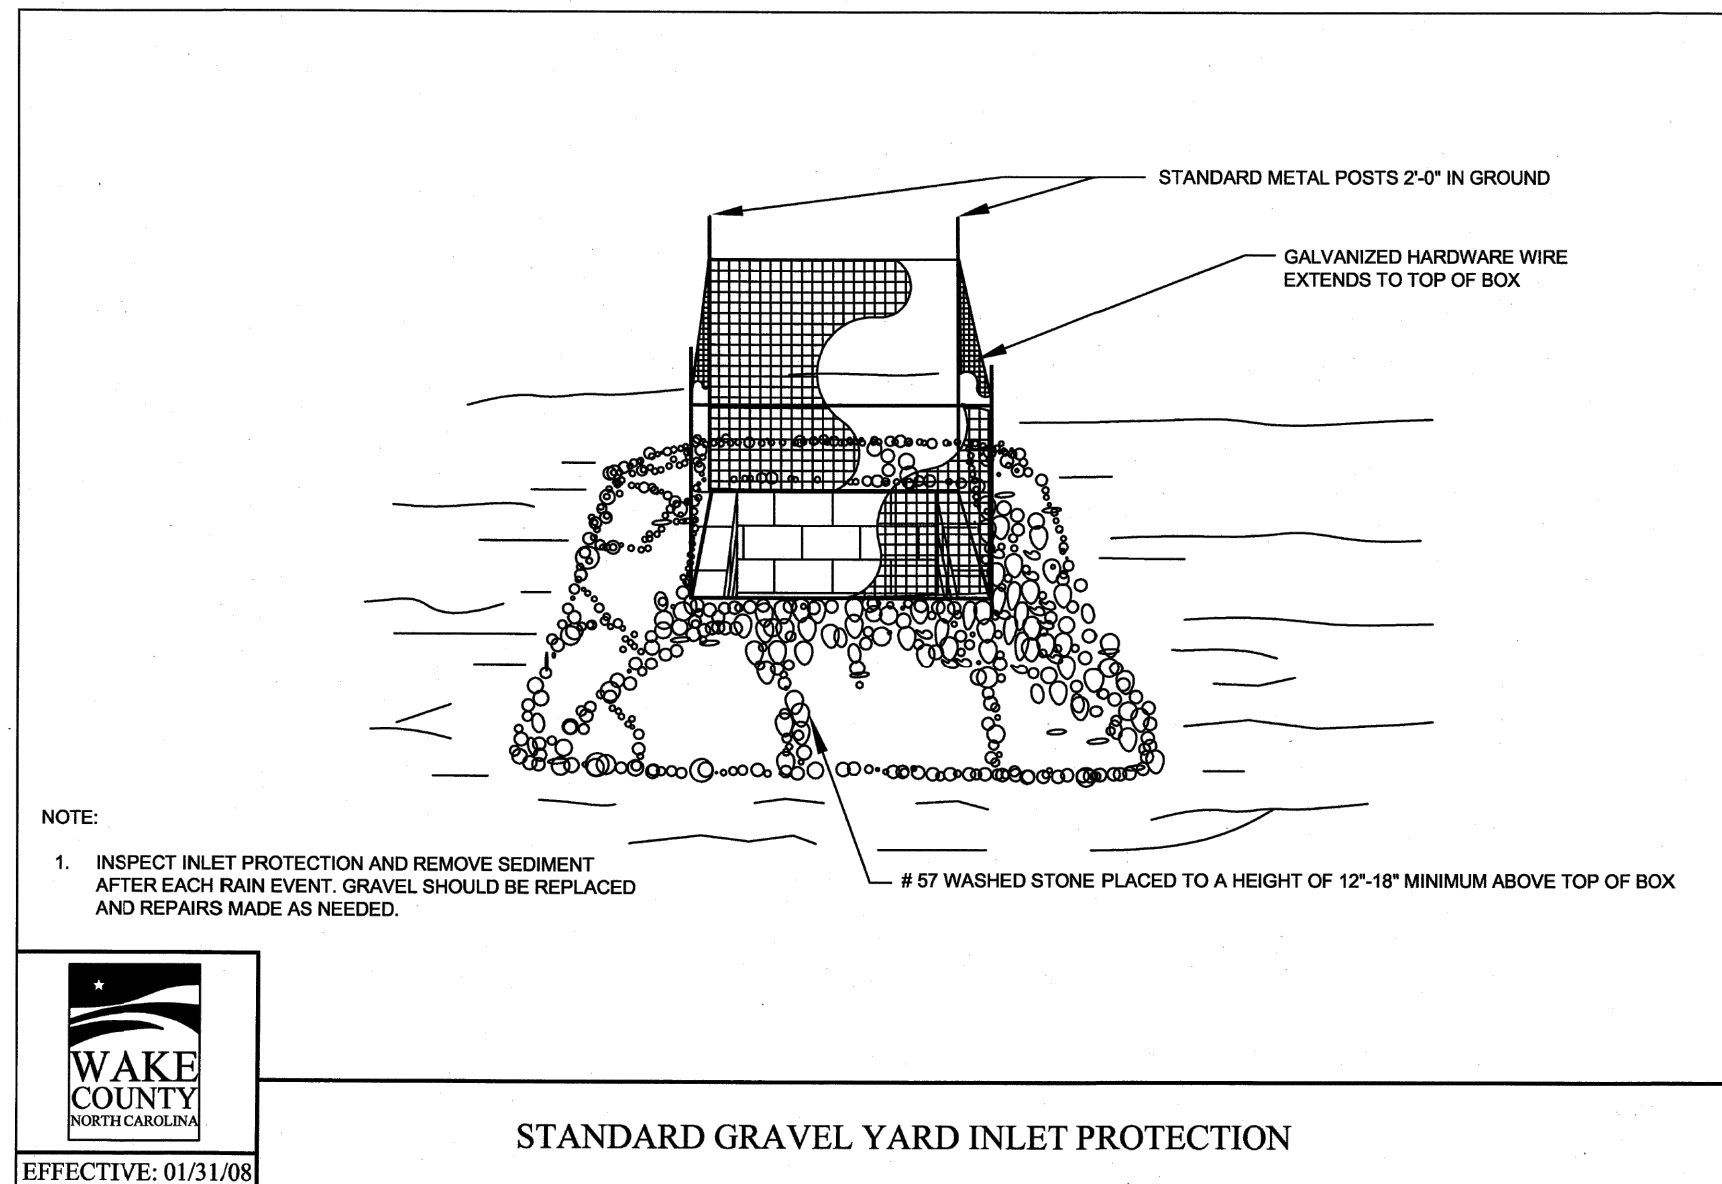 STANDARD METAL POSTS 2'-0" IN GROUND
GALVANIZED HARDWARE WIRE
EXTENDS TO TOP OF BOX
NOTE:
1. INSPECT INLET PROTECTION AND REMOVE SEDIMENT
AFTER EACH RAIN EVENT. GRAVEL SHOULD BE REPLACED
AND REPAIRS MADE AS NEEDED.
# 57 WASHED STONE PLACED TO A HEIGHT OF 12"-18" MINIMUM ABOVE TOP OF BOX
WAKE
COUNTY
NORTH CAROLINA
EFFECTIVE: 01/31/08
STANDARD GRAVEL YARD INLET PROTECTION